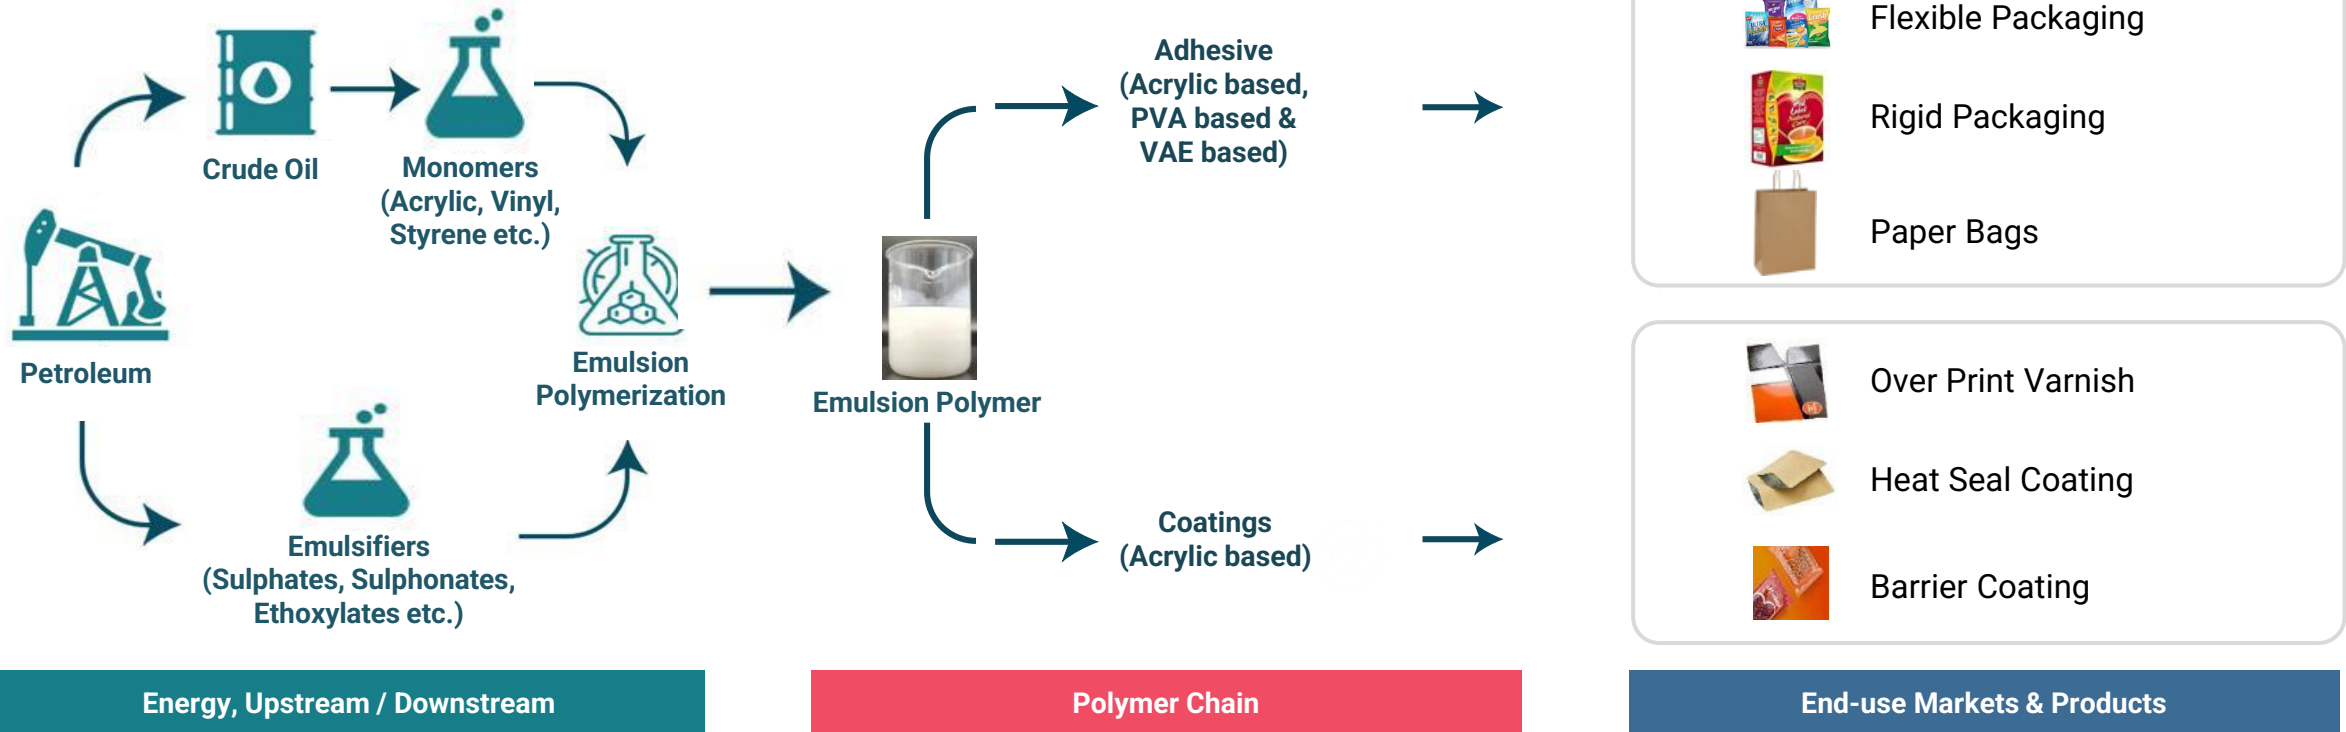 Crude Oil
Monomers
(Acrylic, Vinyl,
Styrene etc.)
Petroleum
Emulsifiers
(Sulphates, Sulphonates,
Ethoxylates etc.)
Emulsion
Polymerization
Emulsion Polymer
Adhesive
(Acrylic based,
PVA based &
VAE based)
Coatings
(Acrylic based)
Flexible Packaging
Rigid Packaging
Paper Bags
Over Print Varnish
Heat Seal Coating
Barrier Coating
Energy, Upstream / Downstream
Polymer Chain
End-use Markets & Products